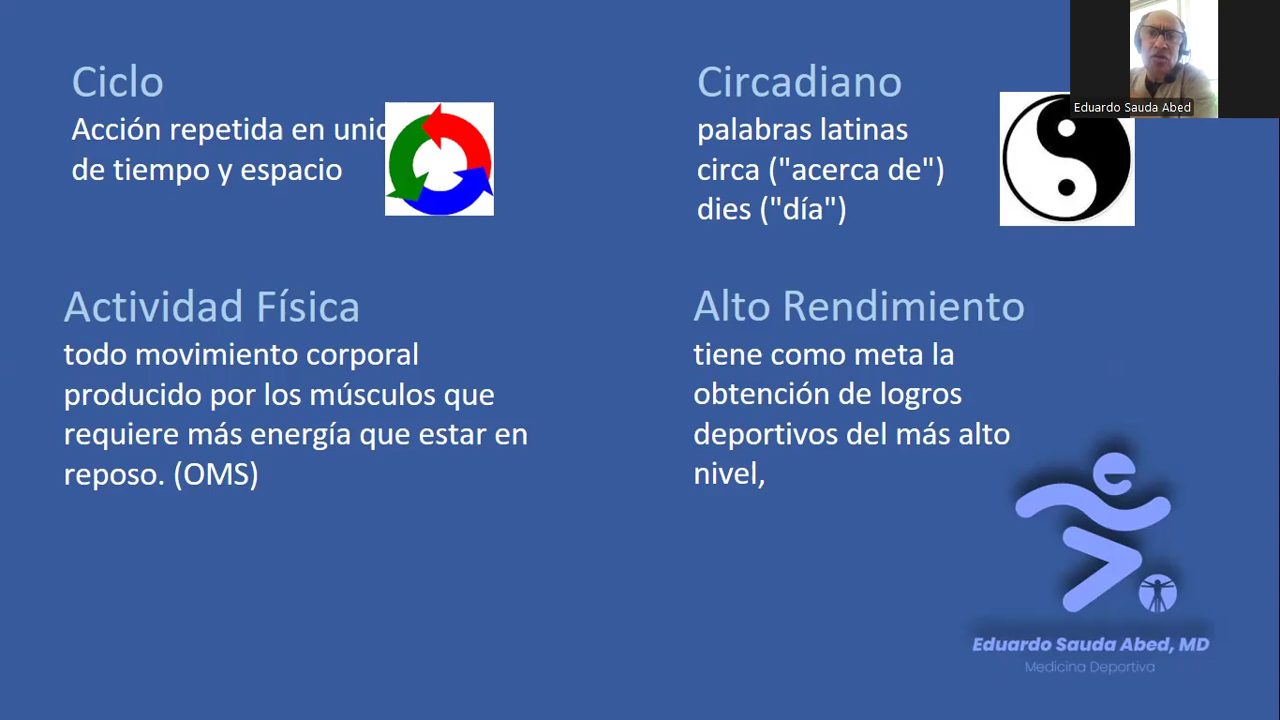 Ciclo
Acción repetida en
de tiempo y espacio
Circadiano
palabras latinas
circa ("acerca de")
dies ("día")
Eduardo Sauda Abed
Actividad Física
todo movimiento corporal
producido por los músculos que
requiere más energía que estar en
reposo. (OMS)
Alto Rendimiento
tiene como meta la
obtención de logros
deportivos del más alto
nivel,
Eduardo Sauda Abed, MD
Medicina Deportiva